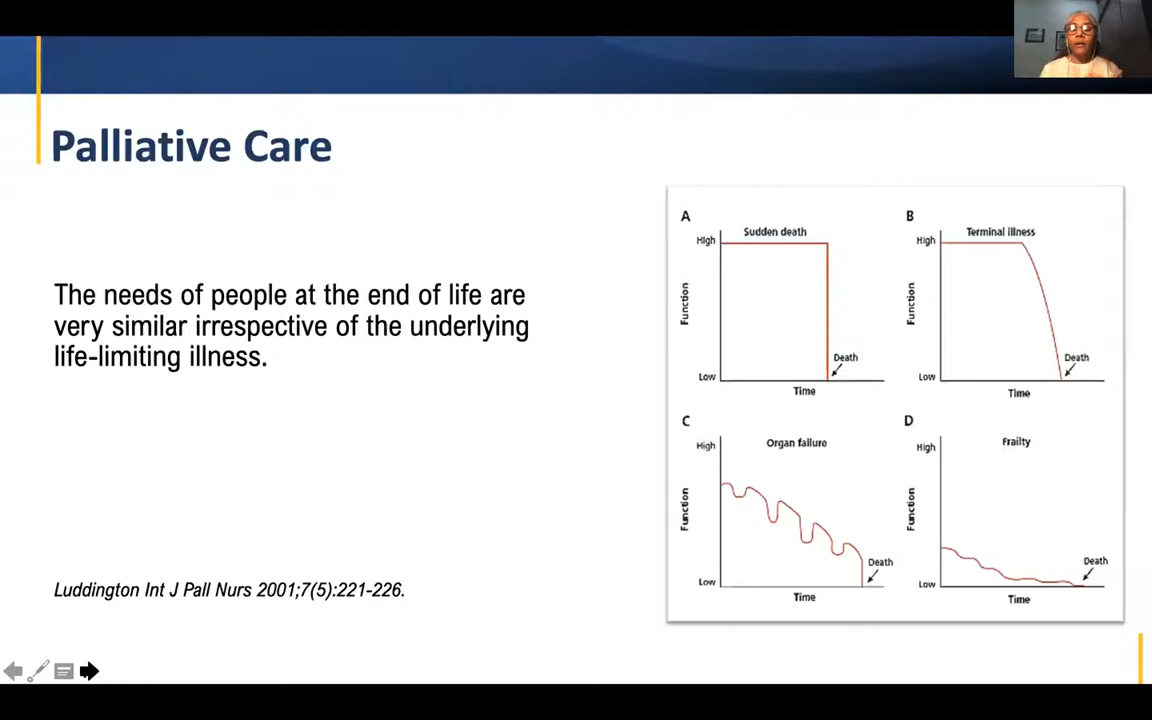 Palliative Care
The needs of people at the end of life are
very similar irrespective of the underlying
life-limiting illness.
Luddington Int J Pall Nurs 2001;7(5):221-226.
A
Sudden death
High
Function
Low
Death
Time
B
Terminal illness
High
Function
Low
Death
Time
C
Organ failure
High
Function
Low
Death
Time
D
Frailty
High
Function
Low
Death
Time